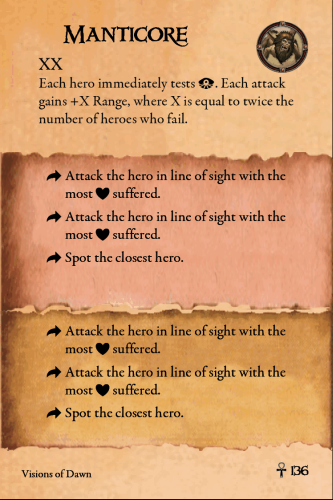 Manticore
XX
Each hero immediately tests . Each attack
gains +X Range, where X is equal to twice the
number of heroes who fail.
Attack the hero in line of sight with the
most ♥ suffered.
Attack the hero in line of sight with the
most ♥ suffered.
Spot the closest hero.
Attack the hero in line of sight with the
most ♥ suffered.
Attack the hero in line of sight with the
most ♥ suffered.
Spot the closest hero.
Visions of Dawn
☥ 136